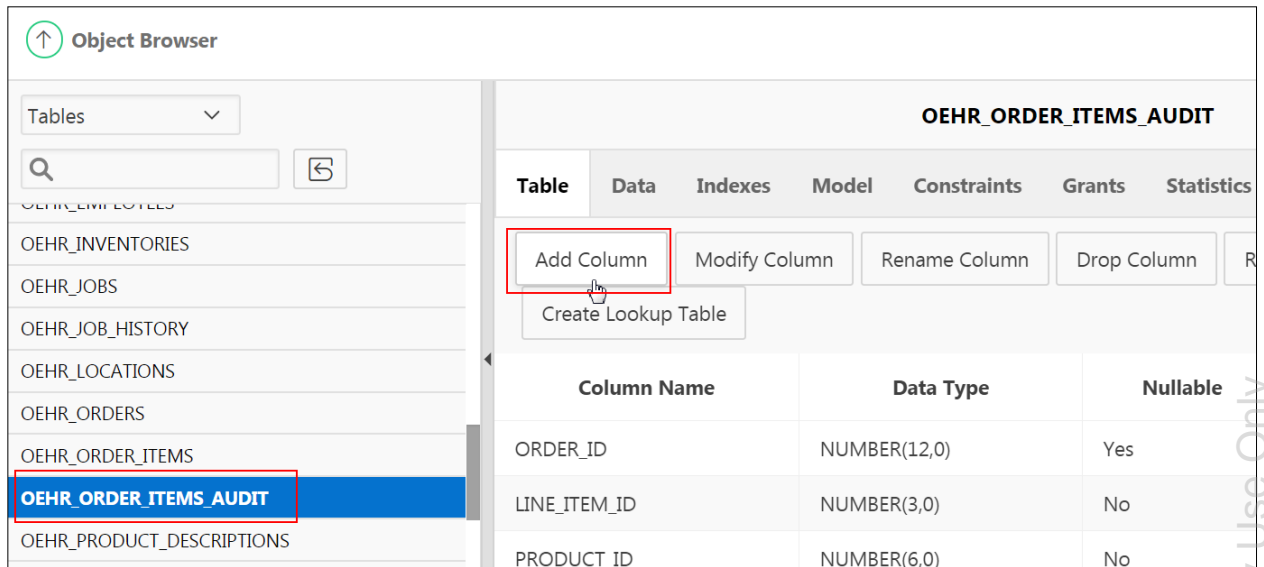 Object Browser
Tables
OEHR_EMPLOYEES
OEHR_INVENTORIES
OEHR_JOBS
OEHR_JOB_HISTORY
OEHR_LOCATIONS
OEHR_ORDERS
OEHR_ORDER_ITEMS
OEHR_ORDER_ITEMS_AUDIT
OEHR_PRODUCT_DESCRIPTIONS
OEHR_ORDER_ITEMS_AUDIT
Table Data Indexes Model Constraints Grants Statistics
Add Column Modify Column Rename Column Drop Column R
Create Lookup Table
Column Name Data Type Nullable
ORDER_ID NUMBER(12,0) Yes
LINE_ITEM_ID NUMBER(3,0) No
PRODUCT_ID NUMBER(6,0) No
Use Only